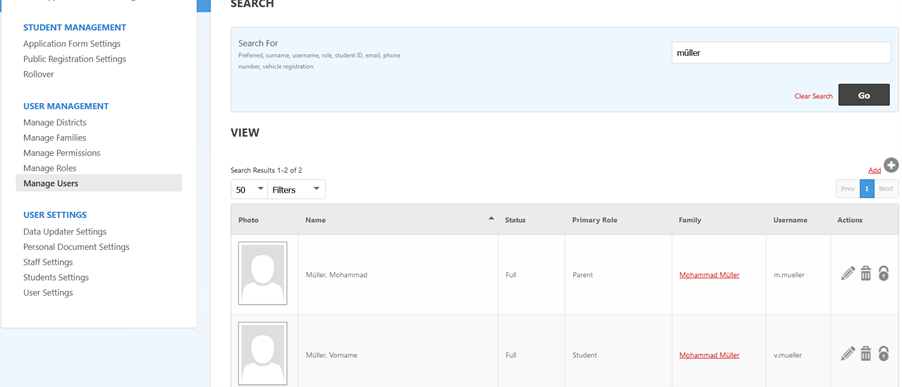 SEARCH
STUDENT MANAGEMENT
Application Form Settings
Public Registration Settings
Rollover
USER MANAGEMENT
Manage Districts
Manage Families
Manage Permissions
Manage Roles
Manage Users
USER SETTINGS
Data Updater Settings
Personal Document Settings
Staff Settings
Students Settings
User Settings
Search For
Preferred, surname, username, role, student ID, email, phone
number, vehicle registration
müller
Clear Search
Go
VIEW
Search Results 1-2 of 2
Add
50
Filters
Prev 1 Next
Photo Name Status Primary Role Family Username Actions
Müller, Mohammad Full Parent Mohammad Müller m.mueller
Müller, Vorname Full Student Mohammad Müller v.mueller